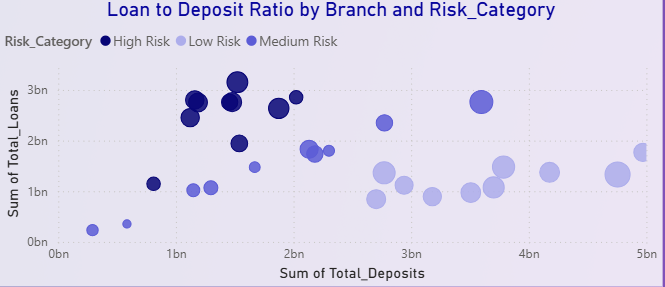 Loan to Deposit Ratio by Branch and Risk_Category
Risk_Category High Risk Low Risk Medium Risk
Sum of Total_Loans
3bn
2bn
1bn
0bn
0bn 1bn 2bn 3bn 4bn 5bn
Sum of Total_Deposits